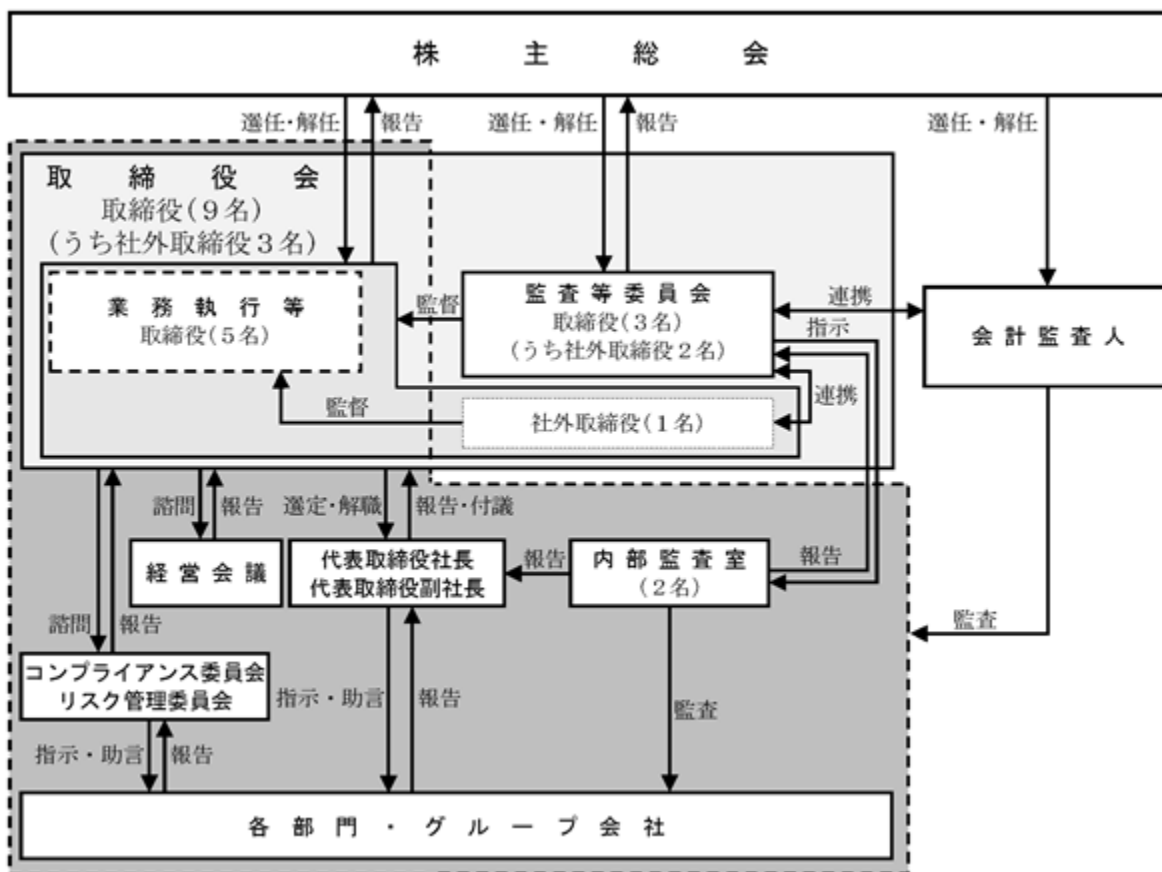 株主総会
選任・解任
報告
選任・解任
報告
選任・解任
取締役会
取締役(9名)
(うち社外取締役3名)
業務執行等
取締役(5名)
監督
監査等委員会
取締役(3名)
(うち社外取締役2名)
連携
指示
会計監査人
監督
社外取締役(1名)
連携
諮問
報告
選定・解職
報告・付議
経営会議
代表取締役社長
代表取締役副社長
報告
内部監査室
(2名)
報告
諮問
報告
監査
コンプライアンス委員会
リスク管理委員会
指示・助言
報告
監査
指示・助言
報告
各部門・グループ会社